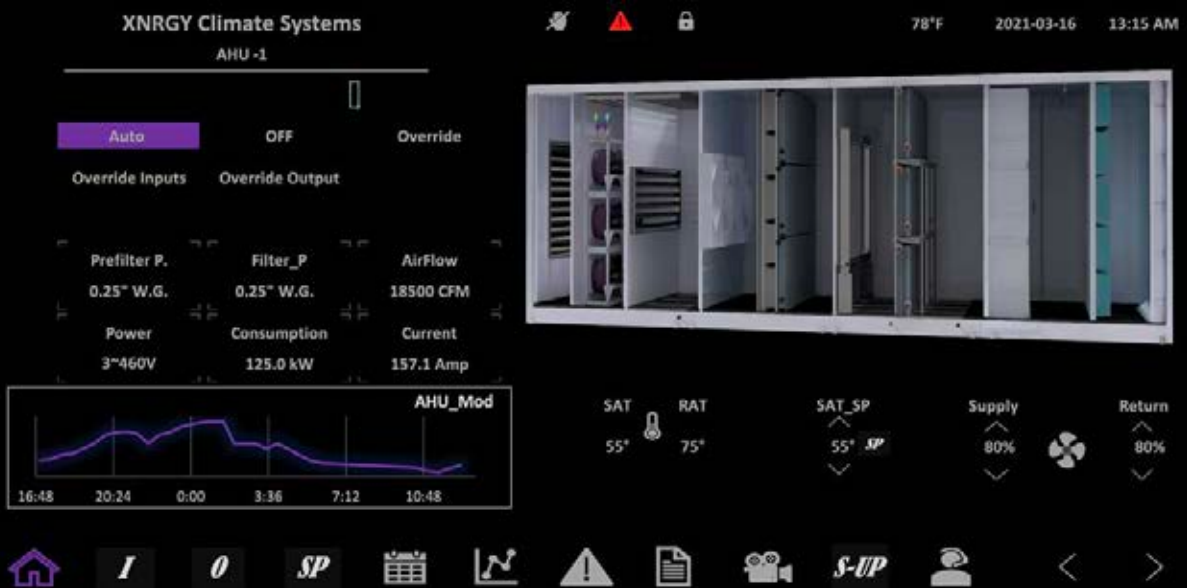 XNRGY Climate Systems
AHU -1
78°F 2021-03-16 13:15 AM
Auto OFF Override
Override Inputs Override Output
Prefilter P. Filter_P AirFlow
0.25" W.G. 0.25" W.G. 18500 CFM
Power Consumption Current
3~460V 125.0 kW 157.1 Amp
AHU_Mod
16:48 20:24 0:00 3:36 7:12 10:48
SAT RAT SAT_SP Supply Return
55° 75° 55° SP 80% 80%
I O SP S-UP